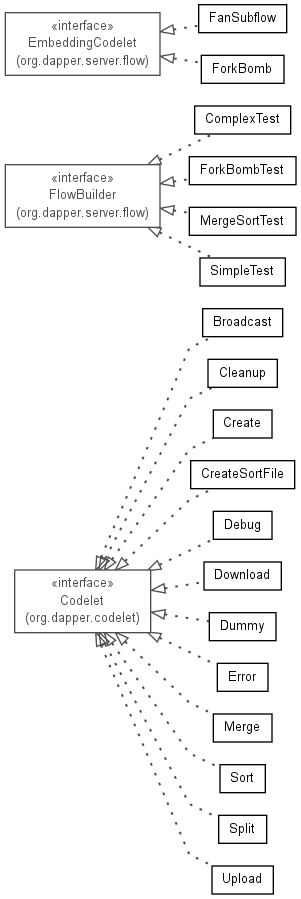 «interface»
EmbeddingCodelet
(org.dapper.server.flow)
FanSubflow
ForkBomb
«interface»
FlowBuilder
(org.dapper.server.flow)
ComplexTest
ForkBombTest
MergeSortTest
SimpleTest
«interface»
Codelet
(org.dapper.codelet)
Broadcast
Cleanup
Create
CreateSortFile
Debug
Download
Dummy
Error
Merge
Sort
Split
Upload